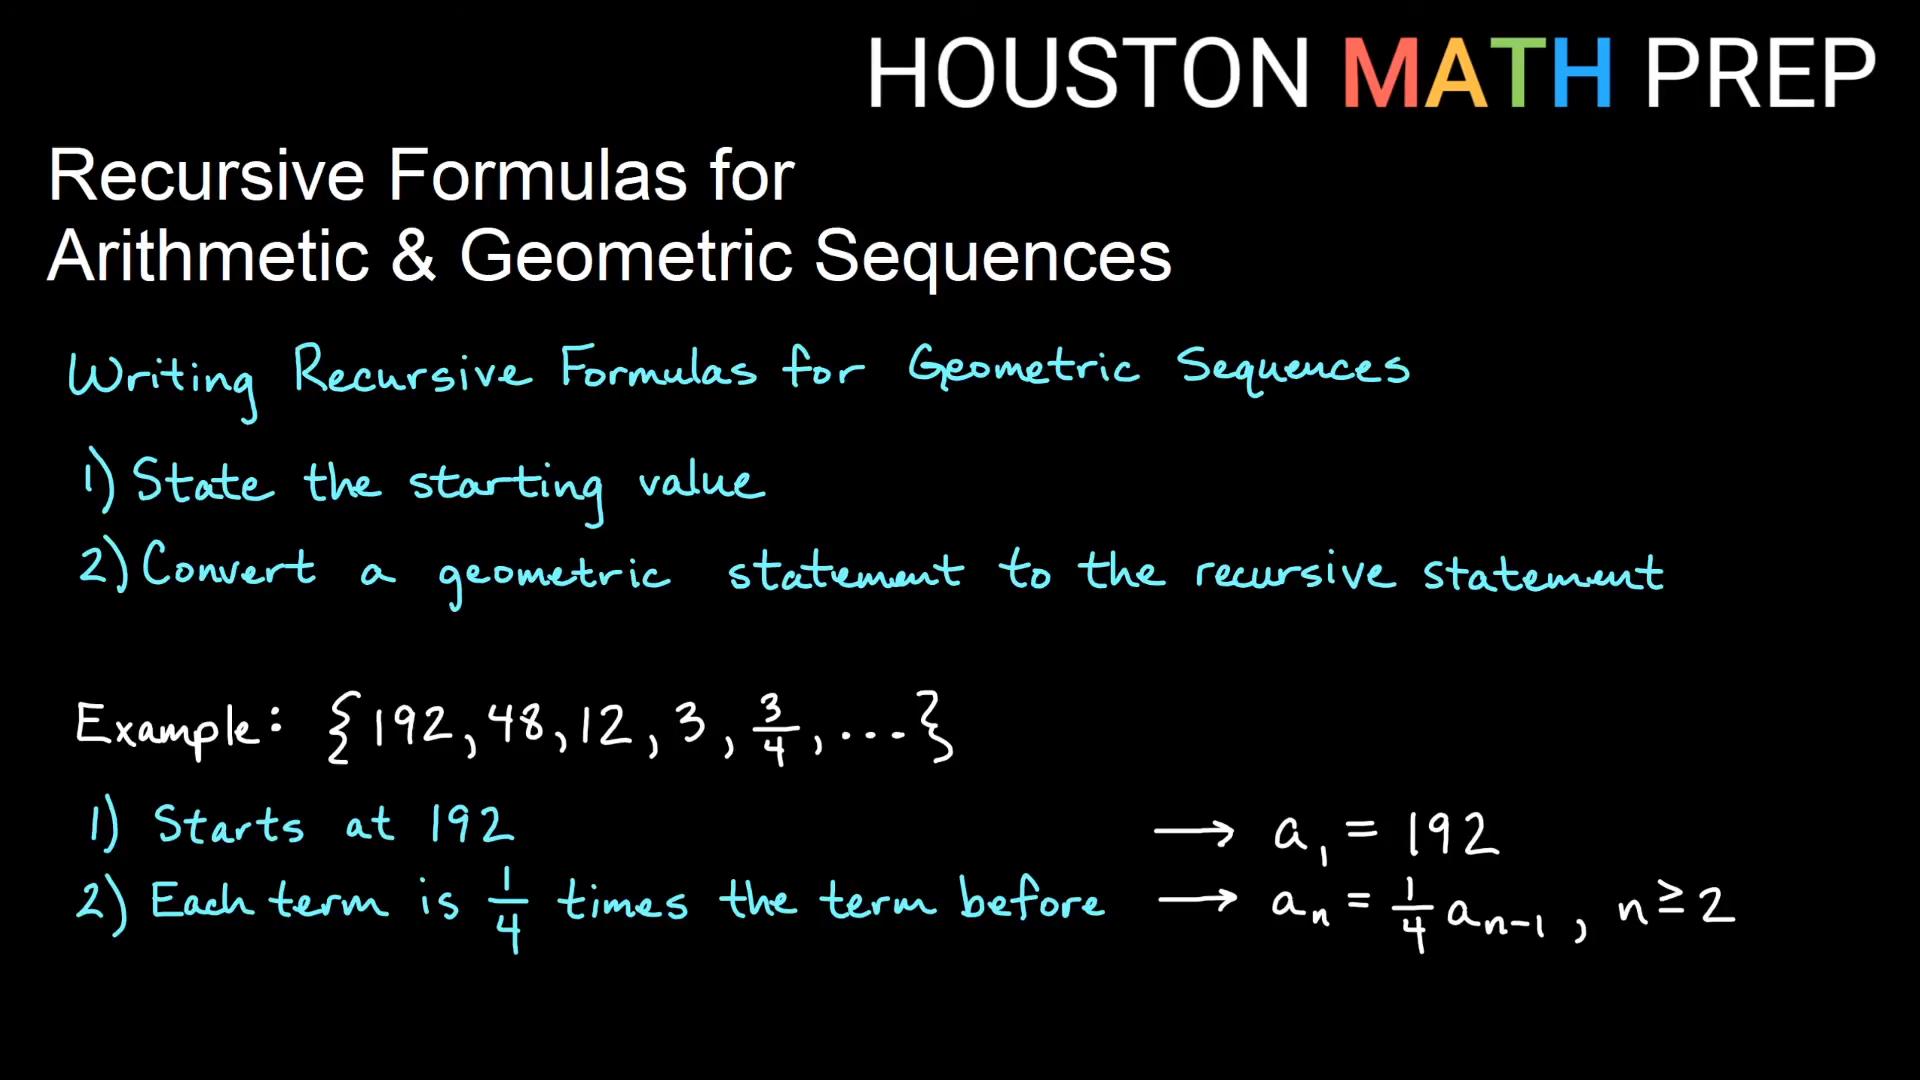 HOUSTON MATH PREP
Recursive Formulas for
Arithmetic & Geometric Sequences
Writing Recursive Formulas for Geometric Sequences
1) State the starting value
2) Convert a geometric statement to the recursive statement
Example: {192, 48, 12, 3, 3/4, ...}
1) Starts at 192 → a₁ = 192
2) Each term is 1/4 times the term before → aₙ = 1/4 aₙ₋₁, n ≥ 2